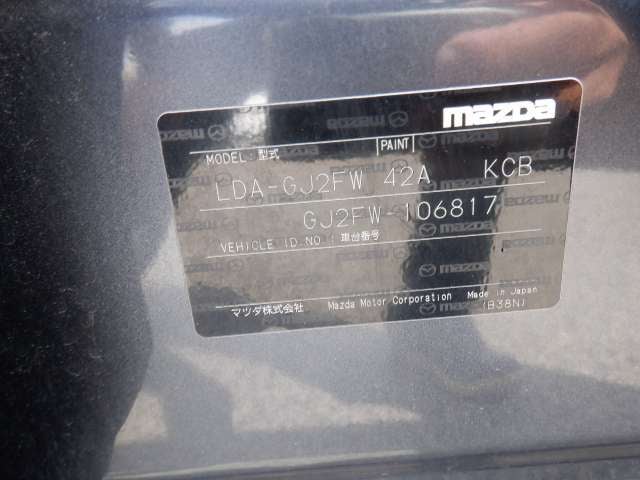 mazda
MODEL:型式 PAINT
LDA-GJ2FW 42A KCB
GJ2FW-106817
VEHICLE ID NO:車台番号
マツダ株式会社 Mazda Motor Corporation Made in Japan
(B38N)